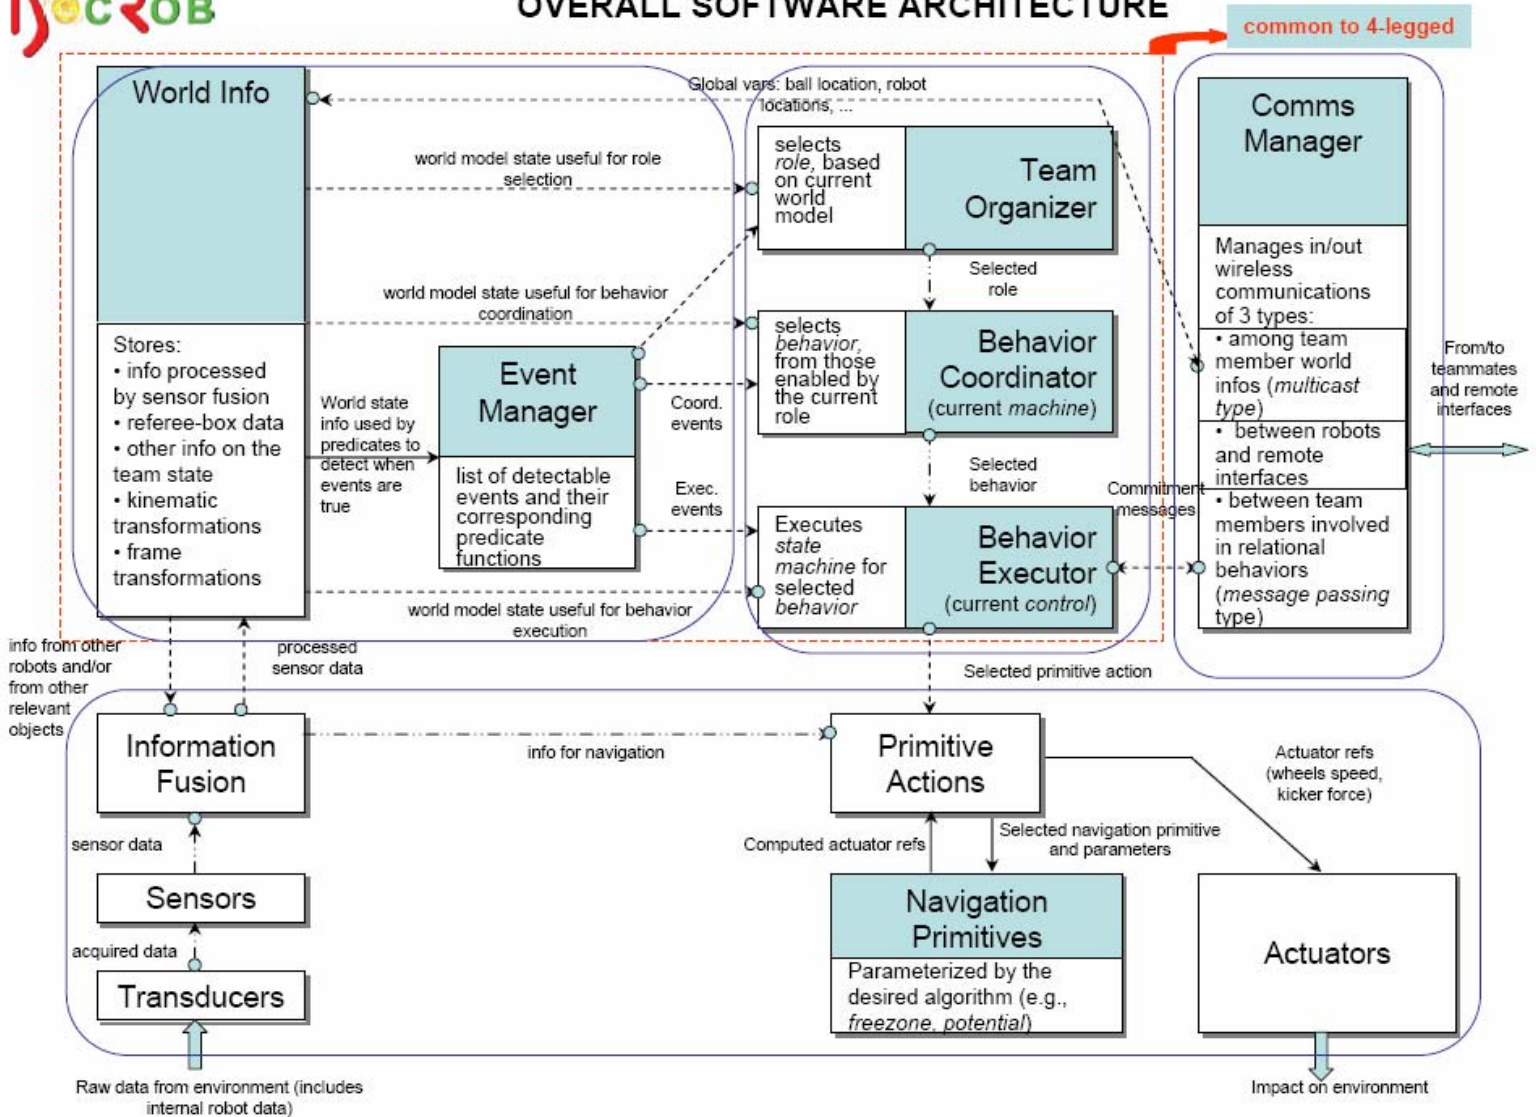 ISocRob
OVERALL SOFTWARE ARCHITECTURE
common to 4-legged
World Info
Stores:
• info processed
by sensor fusion
• referee-box data
• other info on the
team state
• kinematic
transformations
• frame
transformations
Global vars: ball location, robot
locations, ...
world model state useful for role
selection
world model state useful for behavior
coordination
World state
info used by
predicates to
detect when
events are
true
Event
Manager
list of detectable
events and their
corresponding
predicate
functions
Coord.
events
Exec.
events
world model state useful for behavior
execution
selects
role, based
on current
world
model
Team
Organizer
Selected
role
selects
behavior,
from those
enabled by
the current
role
Behavior
Coordinator
(current machine)
Selected
behavior
Executes
state
machine for
selected
behavior
Behavior
Executor
(current control)
Commitment
messages
Comms
Manager
Manages in/out
wireless
communications
of 3 types:
• among team
member world
infos (multicast
type)
• between robots
and remote
interfaces
• between team
members involved
in relational
behaviors
(message passing
type)
From/to
teammates
and remote
interfaces
info from other
robots and/or
from other
relevant
objects
processed
sensor data
Selected primitive action
Information
Fusion
info for navigation
Primitive
Actions
Actuator refs
(wheels speed,
kicker force)
sensor data
Computed actuator refs
Selected navigation primitive
and parameters
Sensors
acquired data
Transducers
Navigation
Primitives
Parameterized by the
desired algorithm (e.g.,
freezone, potential)
Actuators
Raw data from environment (includes
internal robot data)
Impact on environment